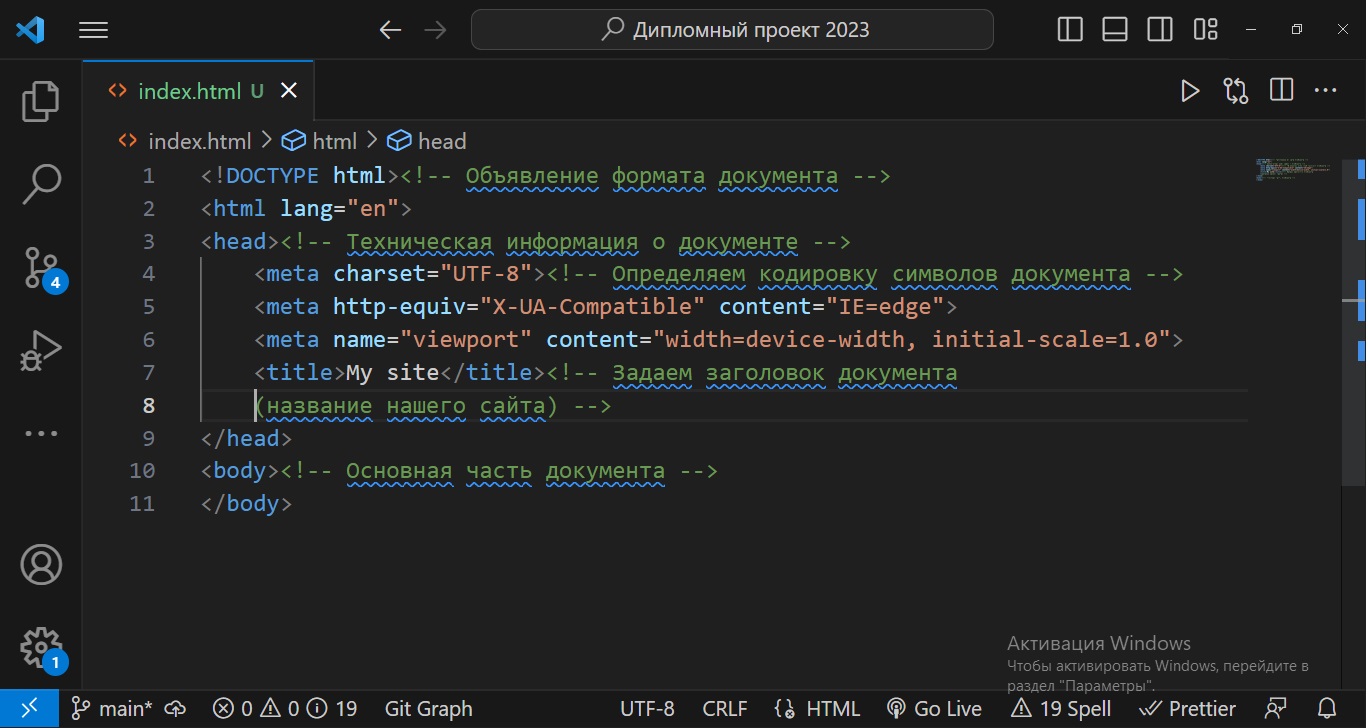 Дипломный проект 2023
index.html U
index.html > html > head
1 <!DOCTYPE html><!-- Объявление формата документа -->
2 <html lang="en">
3 <head><!-- Техническая информация о документе -->
4 <meta charset="UTF-8"><!-- Определяем кодировку символов документа -->
5 <meta http-equiv="X-UA-Compatible" content="IE=edge">
6 <meta name="viewport" content="width=device-width, initial-scale=1.0">
7 <title>My site</title><!-- Задаем заголовок документа
8 (название нашего сайта) -->
9 </head>
10 <body><!-- Основная часть документа -->
11 </body>
4
1
Активация Windows
Чтобы активировать Windows, перейдите в
раздел "Параметры".
main* 0 0 19 Git Graph UTF-8 CRLF HTML Go Live 19 Spell Prettier